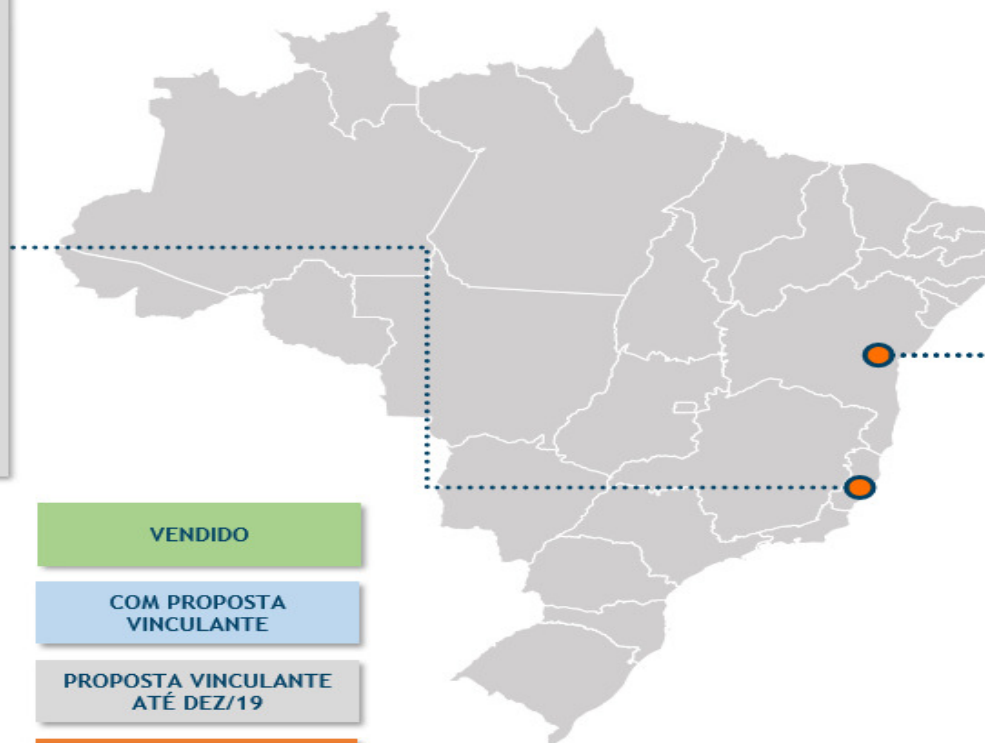 VENDIDO
COM PROPOSTA
VINCULANTE
PROPOSTA VINCULANTE
ATÉ DEZ/19